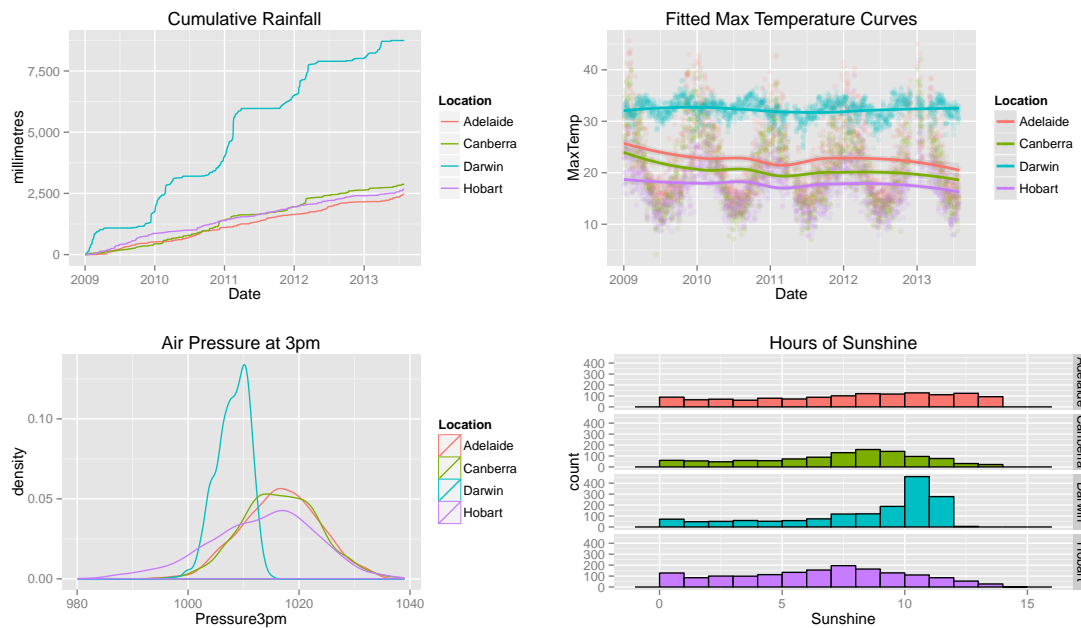 Cumulative Rainfall
7,500
5,000
2,500
0
millimetres
2009 2010 2011 2012 2013
Date
Location
Adelaide
Canberra
Darwin
Hobart
Fitted Max Temperature Curves
40
30
20
10
MaxTemp
2009 2010 2011 2012 2013
Date
Location
Adelaide
Canberra
Darwin
Hobart
Air Pressure at 3pm
0.10
0.05
0.00
density
980 1000 1020 1040
Pressure3pm
Location
Adelaide
Canberra
Darwin
Hobart
Hours of Sunshine
400
300
200
100
0
Adelaide
400
300
200
100
0
Canberra
400
300
200
100
0
Darwin
400
300
200
100
0
Hobart
count
0 5 10 15
Sunshine